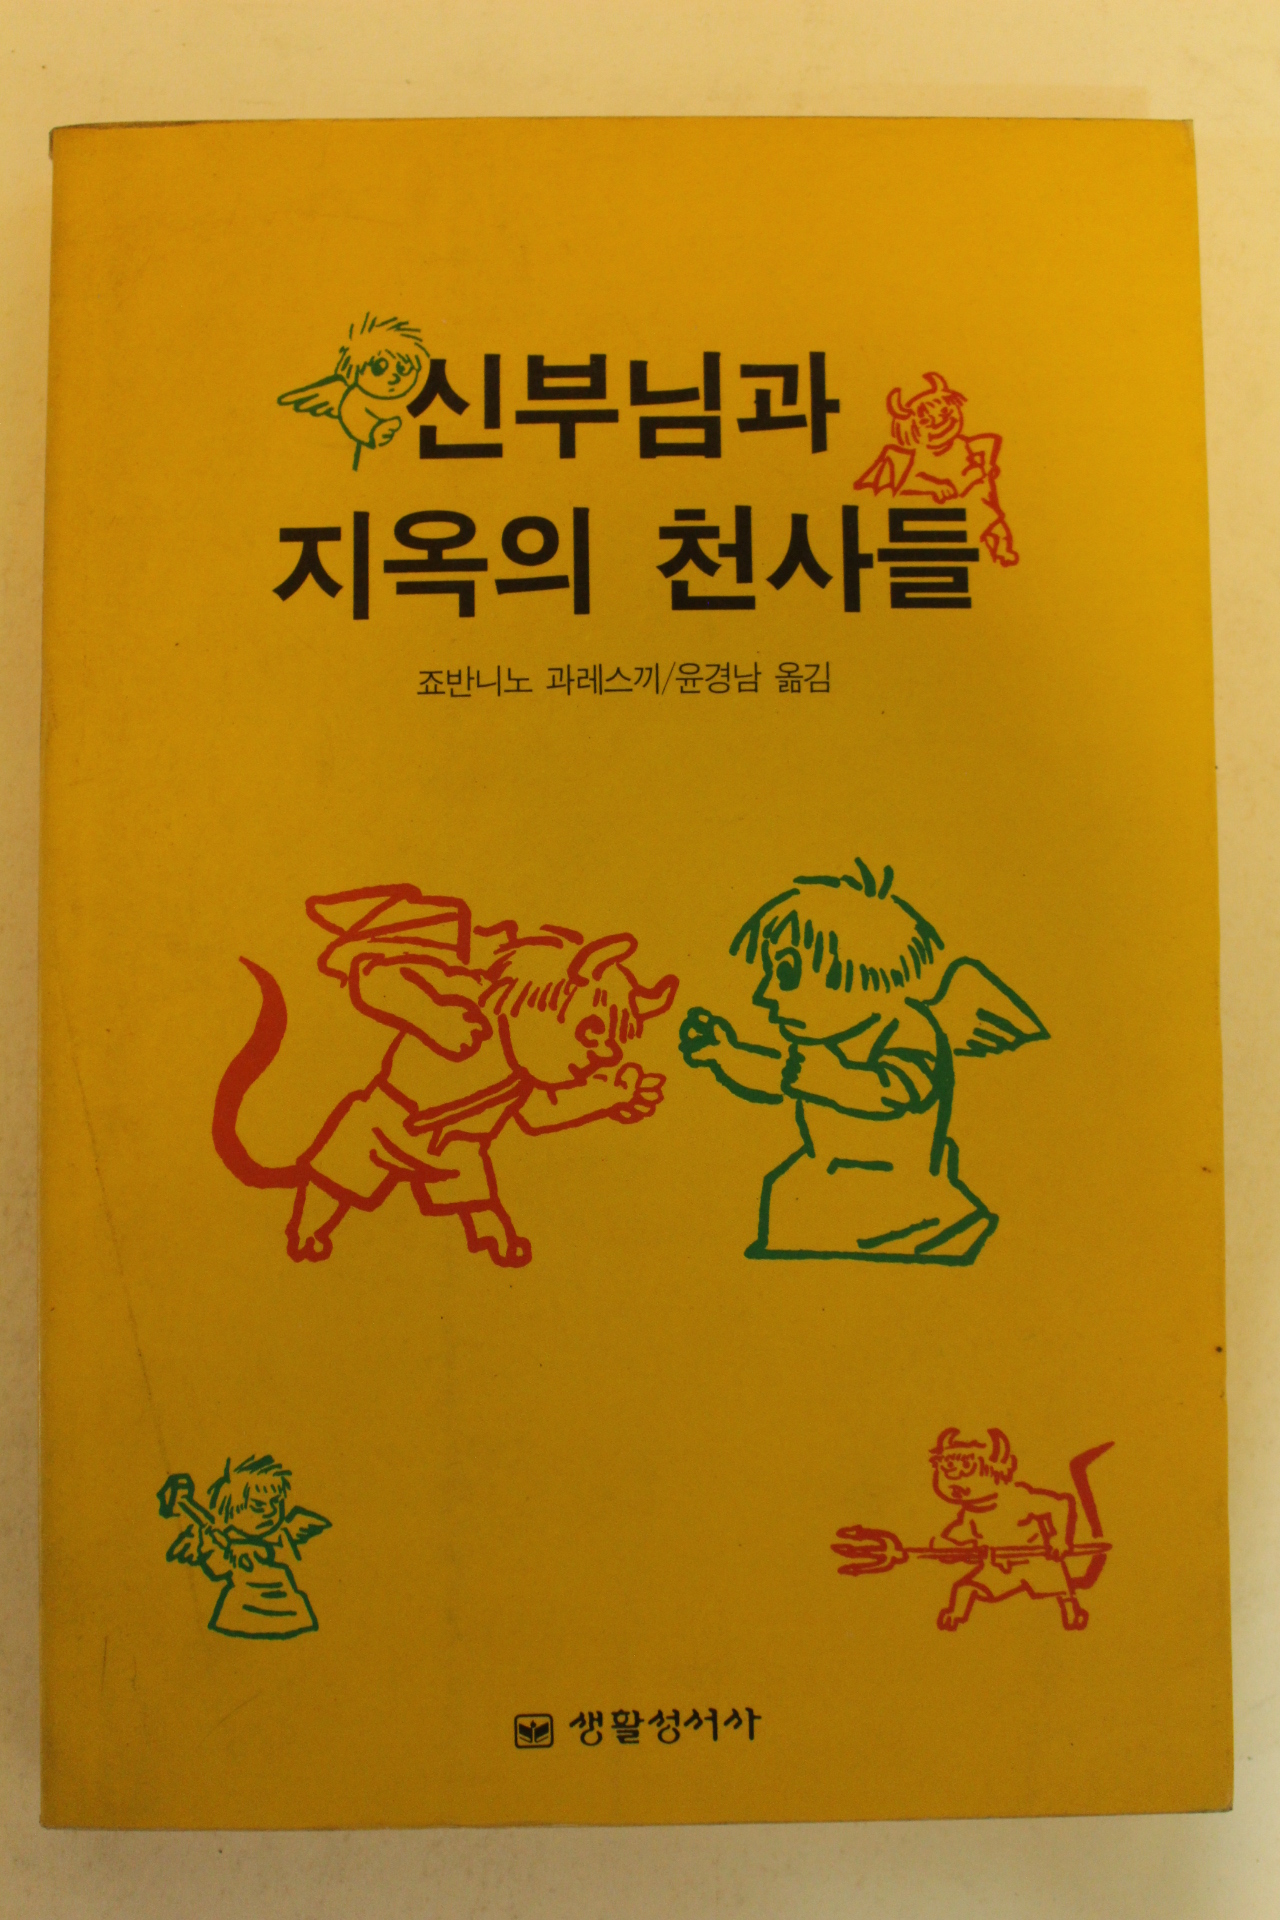 신부님과
지옥의 천사들
죠반니노 과레스끼/윤경남 옮김
생활성서사